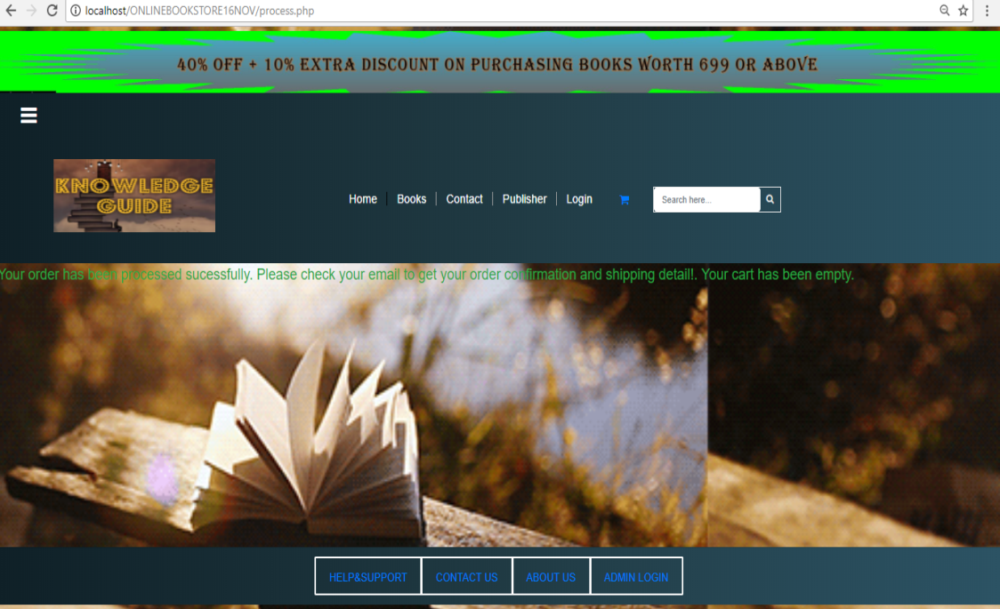 localhost/ONLINEBOOKSTORE16NOV/process.php
40% OFF + 10% EXTRA DISCOUNT ON PURCHASING BOOKS WORTH 699 OR ABOVE
KNOWLEDGE
GUIDE
Home Books Contact Publisher Login Search here...
Your order has been processed sucessfully. Please check your email to get your order confirmation and shipping detail!. Your cart has been empty.
HELP&SUPPORT CONTACT US ABOUT US ADMIN LOGIN